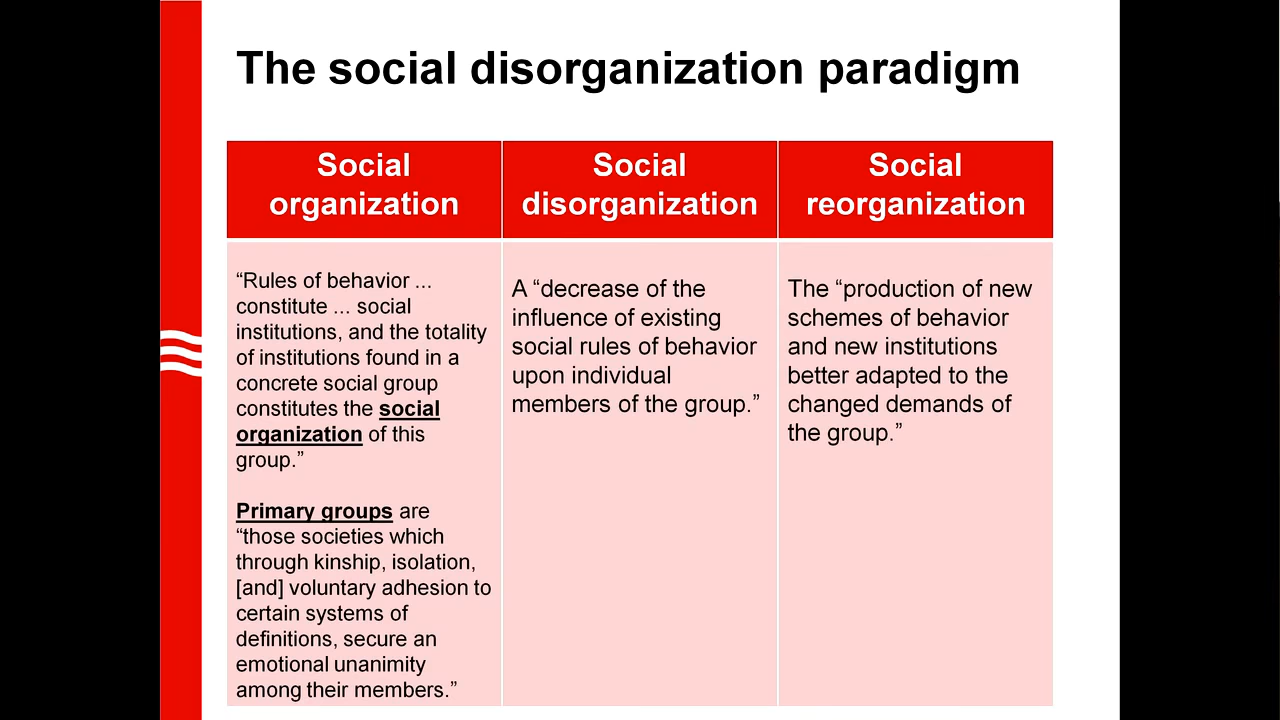 The social disorganization paradigm
Social
organization
Social
disorganization
Social
reorganization
“Rules of behavior ...
constitute ... social
institutions, and the totality
of institutions found in a
concrete social group
constitutes the social
organization of this
group.”
Primary groups are
“those societies which
through kinship, isolation,
[and] voluntary adhesion to
certain systems of
definitions, secure an
emotional unanimity
among their members.”
A “decrease of the
influence of existing
social rules of behavior
upon individual
members of the group.”
The “production of new
schemes of behavior
and new institutions
better adapted to the
changed demands of
the group.”